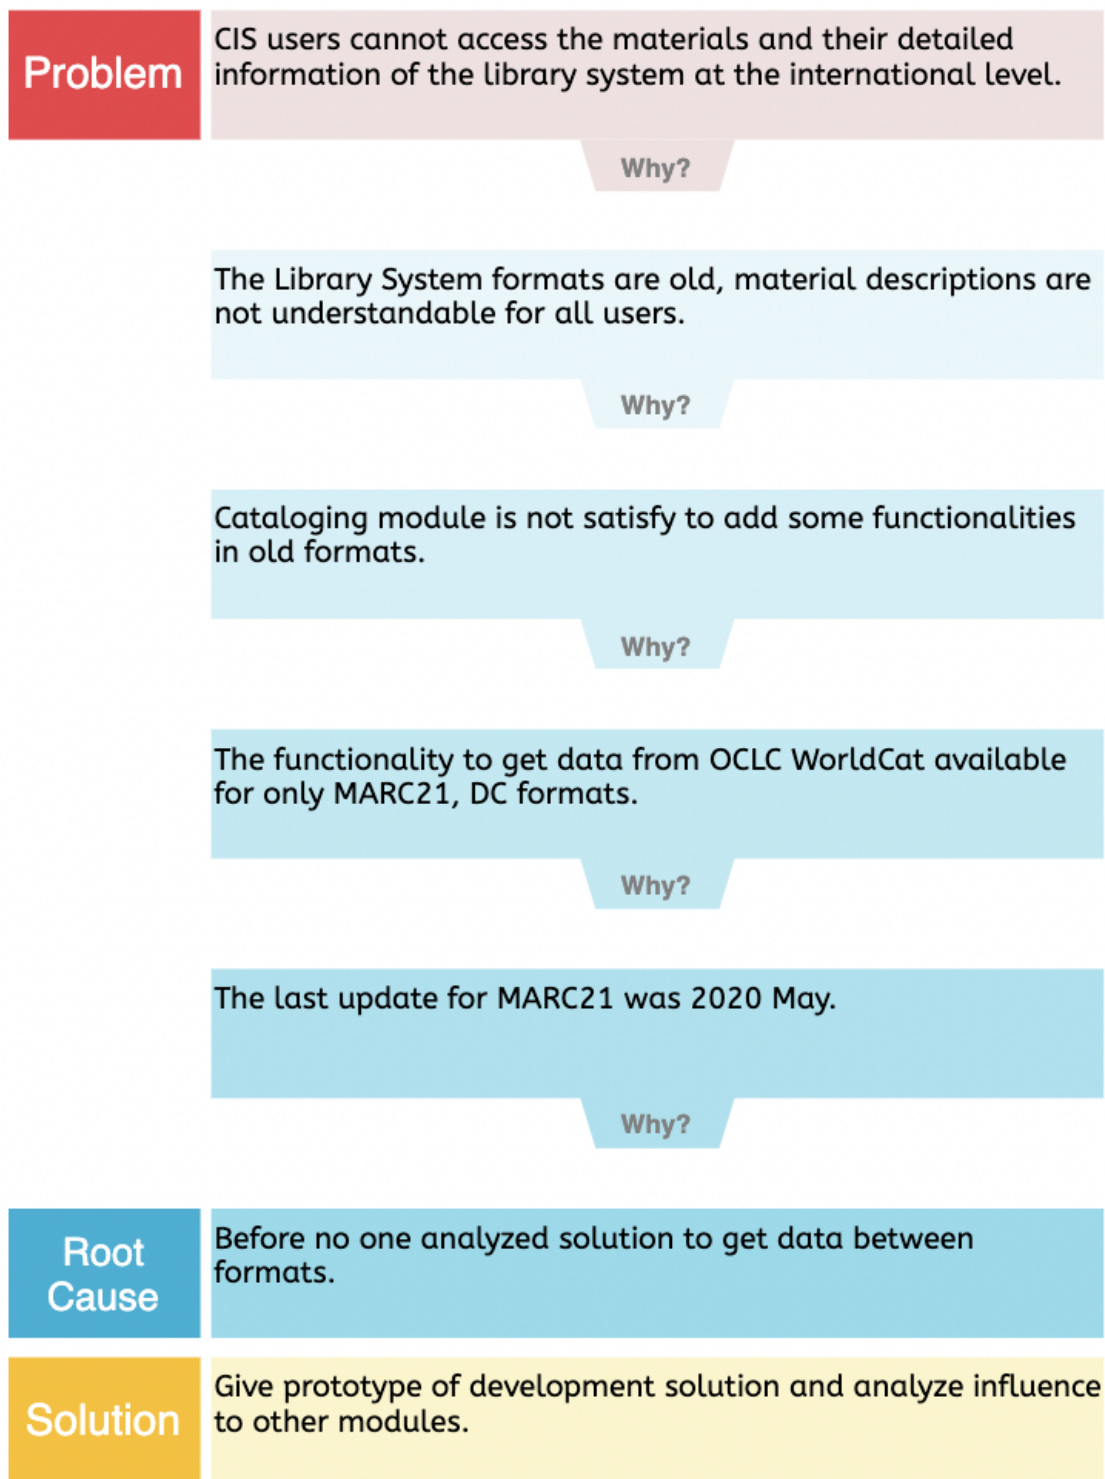 Problem
CIS users cannot access the materials and their detailed
information of the library system at the international level.
Why?
The Library System formats are old, material descriptions are
not understandable for all users.
Why?
Cataloging module is not satisfy to add some functionalities
in old formats.
Why?
The functionality to get data from OCLC WorldCat available
for only MARC21, DC formats.
Why?
The last update for MARC21 was 2020 May.
Why?
Root
Cause
Before no one analyzed solution to get data between
formats.
Solution
Give prototype of development solution and analyze influence
to other modules.